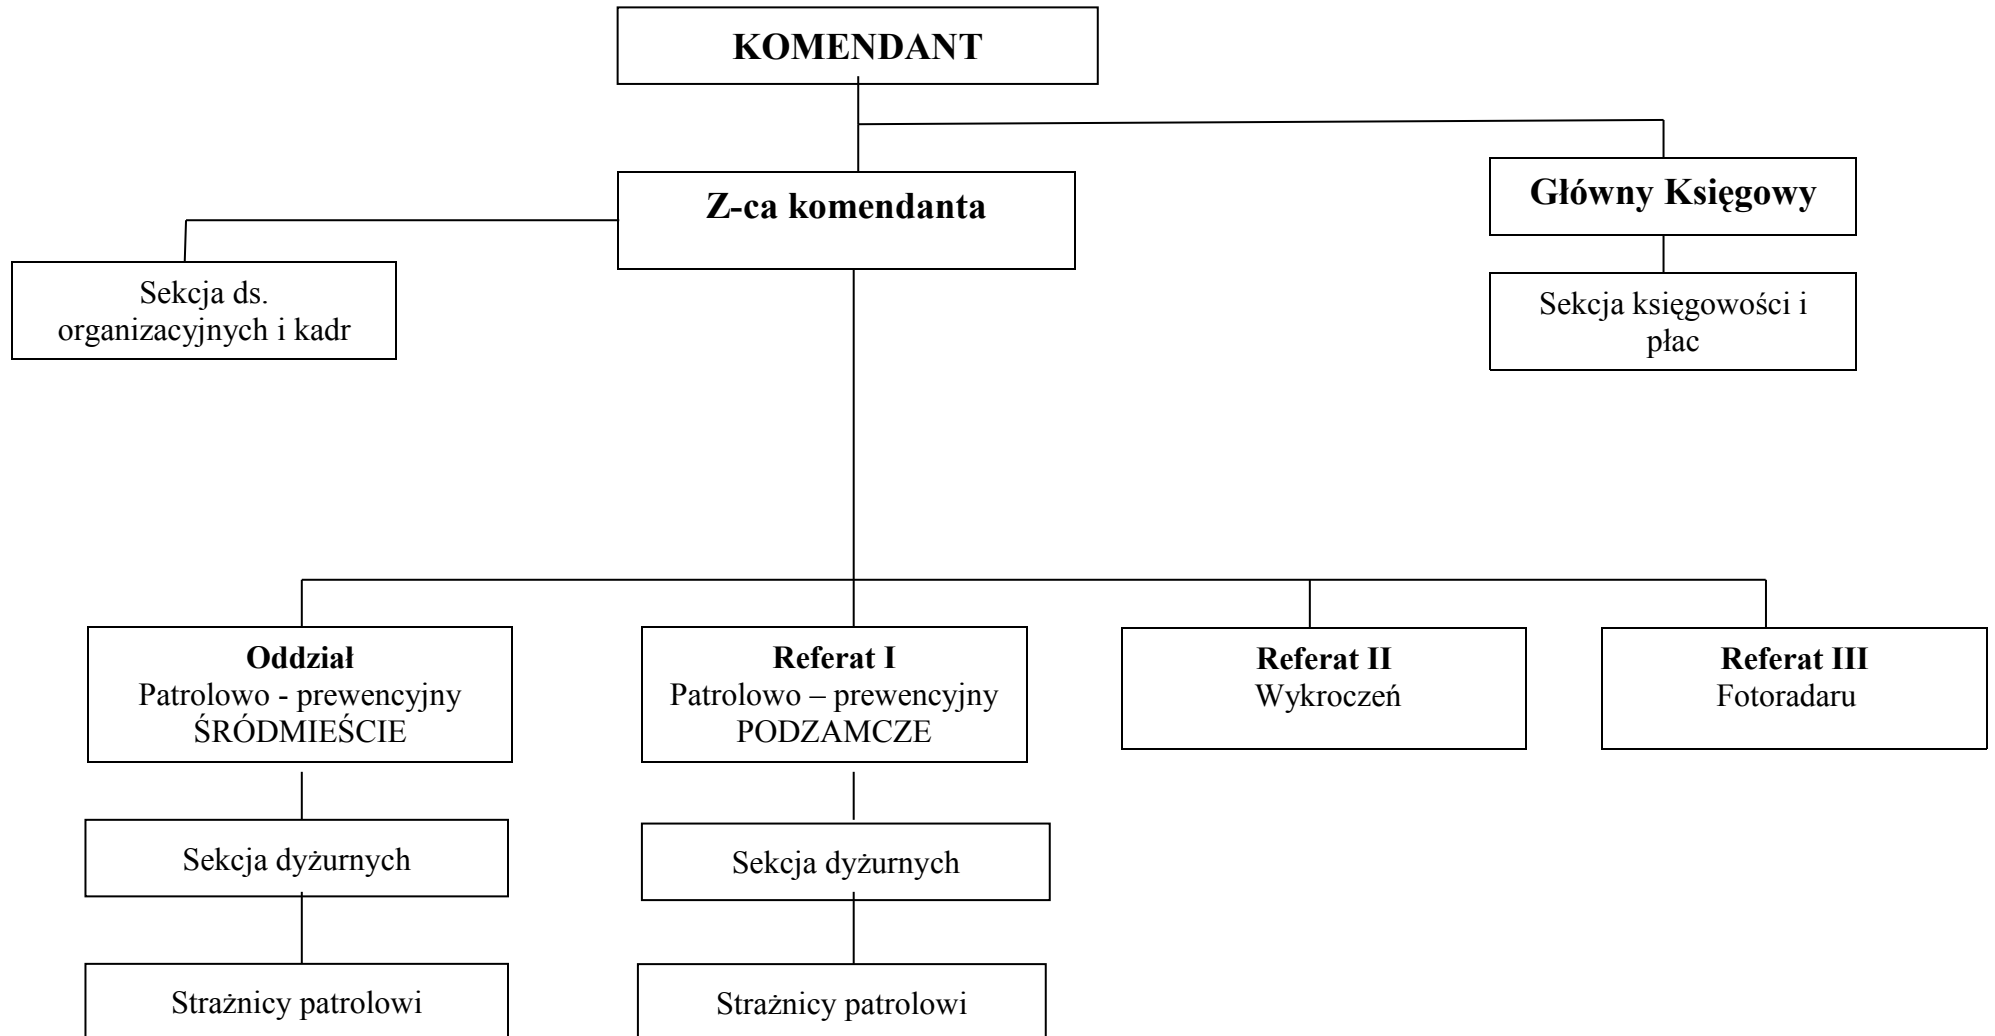 KOMENDANT
Z-ca komendanta
Główny Księgowy
Sekcja ds.
organizacyjnych i kadr
Sekcja księgowości i
płac
Oddział
Patrolowo - prewencyjny
ŚRÓDMIEŚCIE
Referat I
Patrolowo – prewencyjny
PODZAMCZE
Referat II
Wykroczeń
Referat III
Fotoradaru
Sekcja dyżurnych
Sekcja dyżurnych
Strażnicy patrolowi
Strażnicy patrolowi